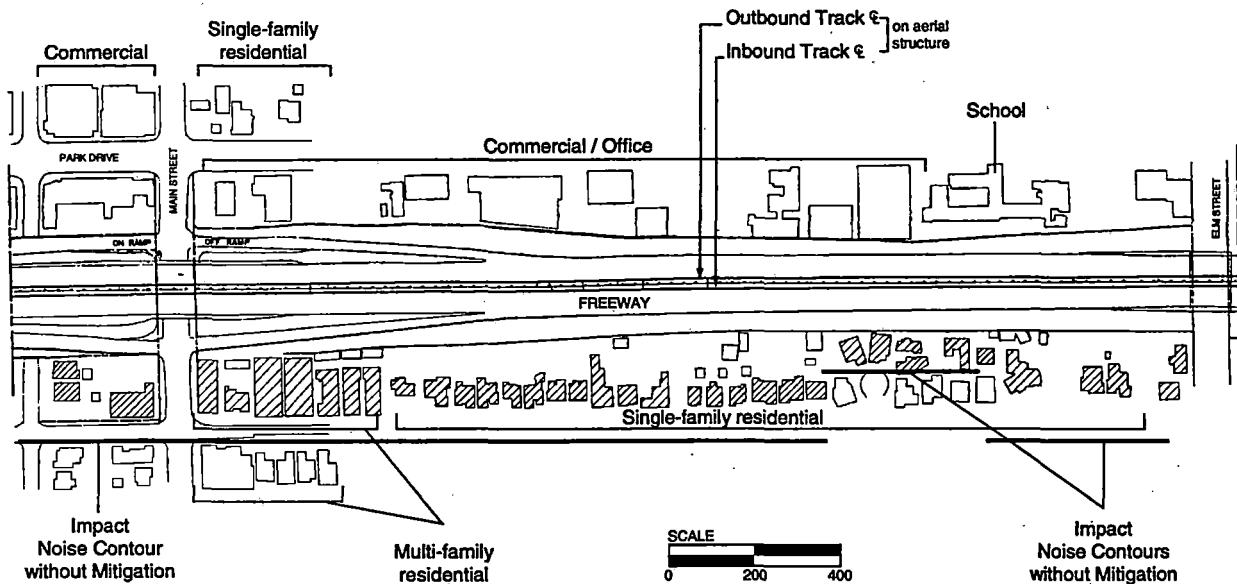 Outbound Track ℄
on aerial
structure
Inbound Track ℄
Single-family
residential
Commercial
School
Commercial / Office
PARK DRIVE
MAIN STREET
ELM STREET
ON RAMP
OFF RAMP
FREEWAY
Single-family residential
Impact
Noise Contour
without Mitigation
Multi-family
residential
SCALE
0 200 400
Impact
Noise Contours
without Mitigation